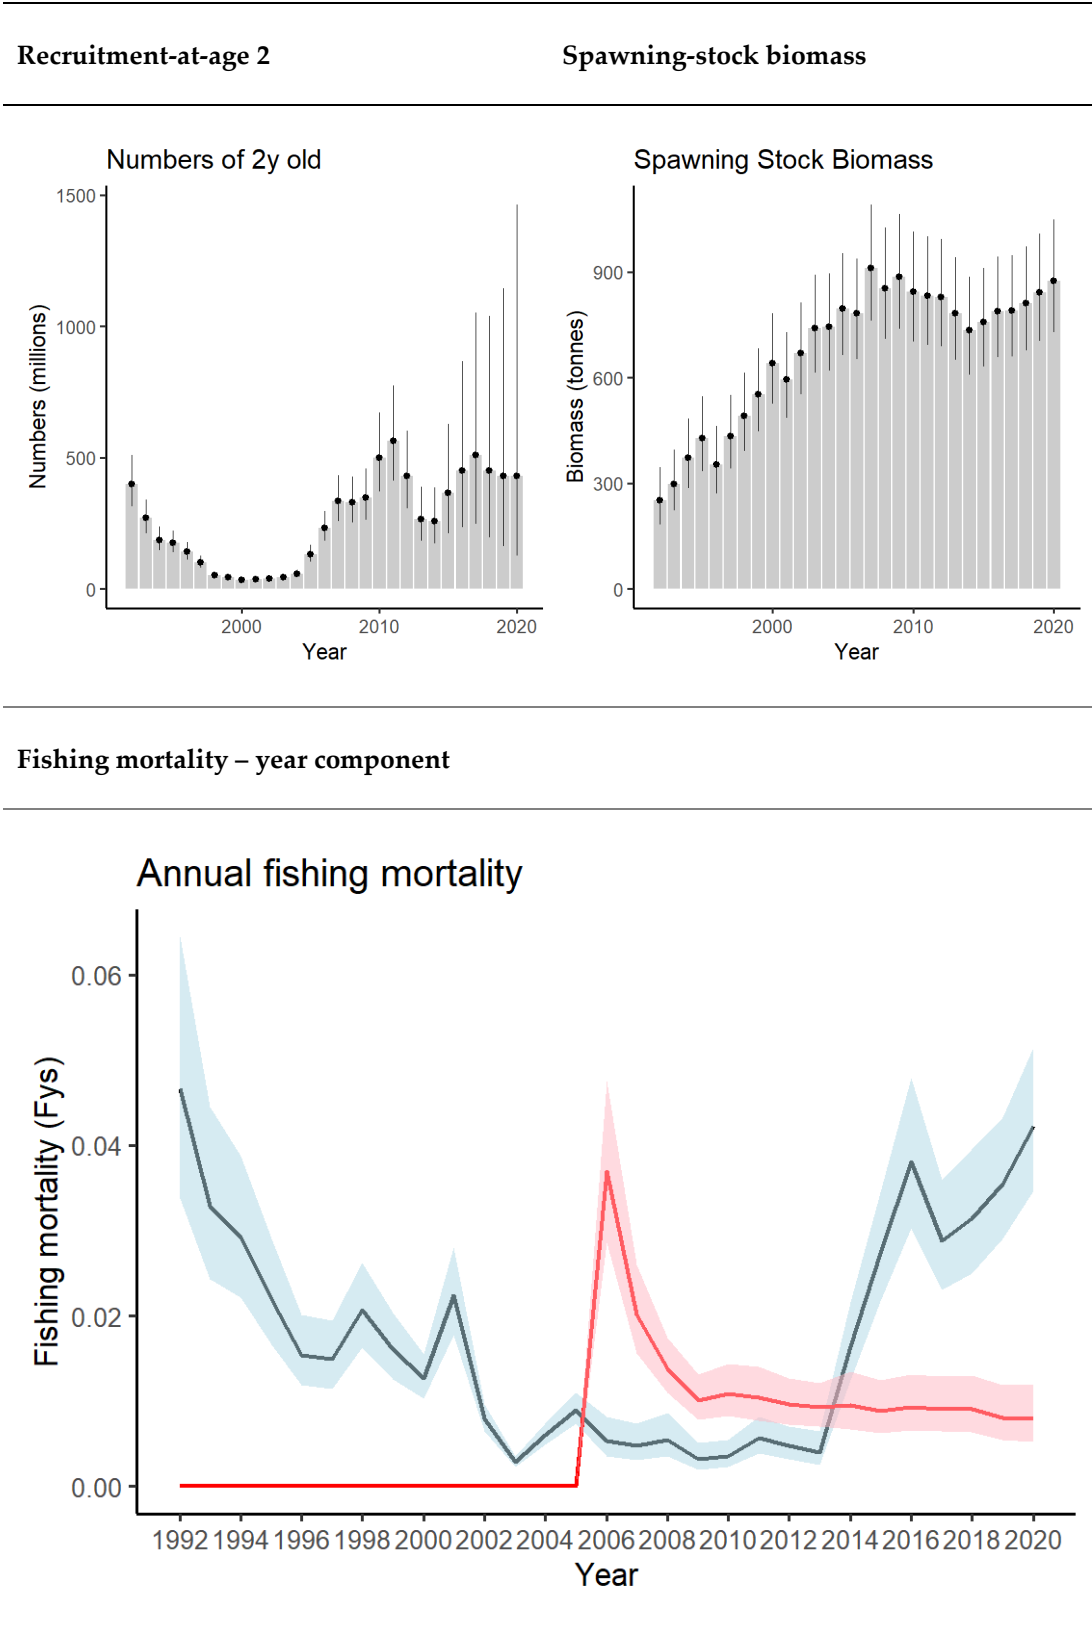 Recruitment-at-age 2
Spawning-stock biomass
Numbers of 2y old
Numbers (millions)
1500
1000
500
0
2000 2010 2020
Year
Spawning Stock Biomass
Biomass (tonnes)
900
600
300
0
2000 2010 2020
Year
Fishing mortality – year component
Annual fishing mortality
Fishing mortality (Fys)
0.06
0.04
0.02
0.00
1992 1994 1996 1998 2000 2002 2004 2006 2008 2010 2012 2014 2016 2018 2020
Year